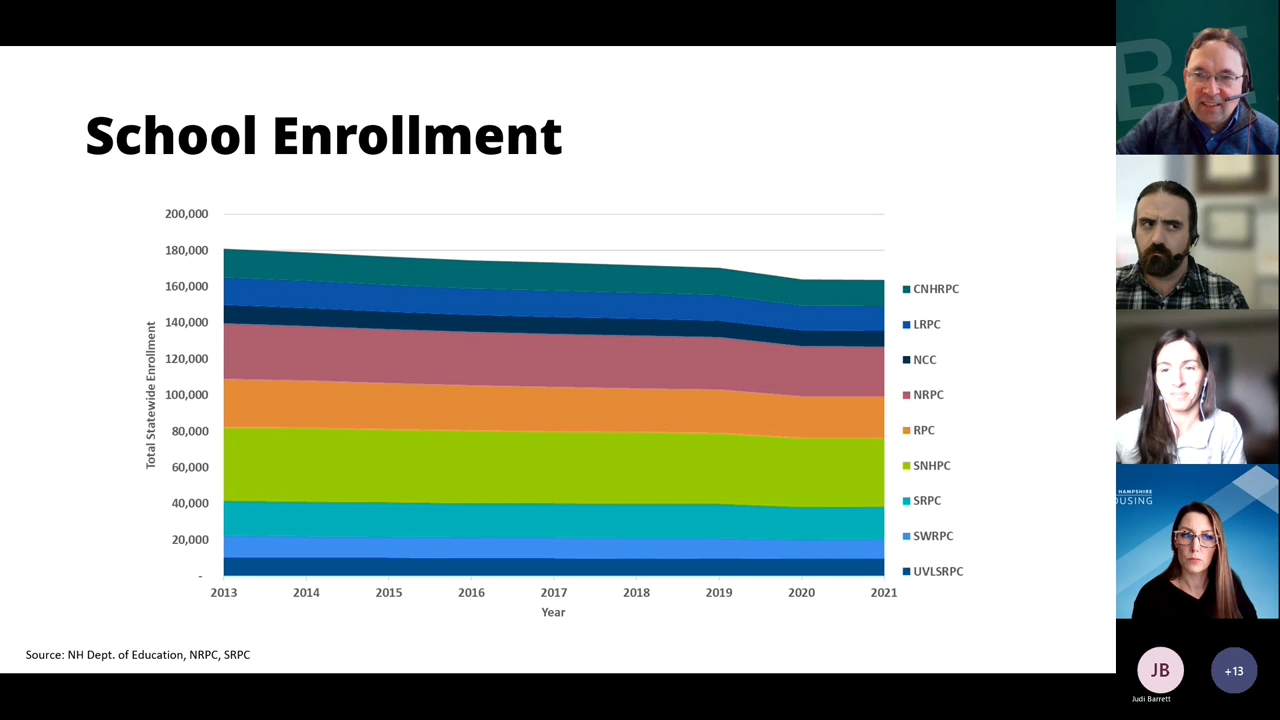 School Enrollment
200,000
180,000
160,000
140,000
120,000
100,000
80,000
60,000
40,000
20,000
-
Total Statewide Enrollment
2013 2014 2015 2016 2017 2018 2019 2020 2021
Year
CNHRPC
LRPC
NCC
NRPC
RPC
SNHPC
SRPC
SWRPC
UVLSRPC
Source: NH Dept. of Education, NRPC, SRPC
HAMPSHIRE
OUSING
JB
+13
Judi Barrett